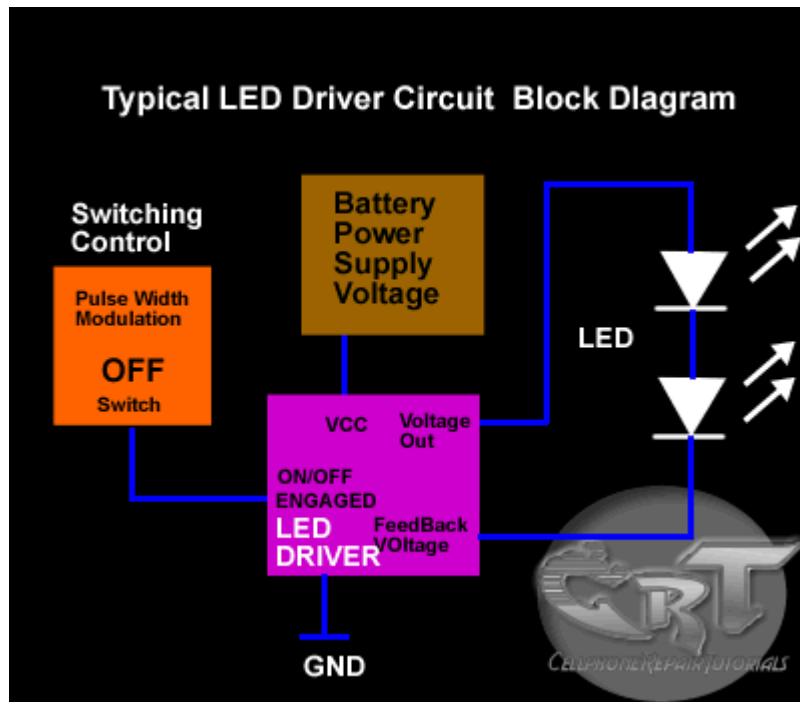 Typical LED Driver Circuit Block DIagram
Switching
Control
Pulse Width
Modulation
OFF
Switch
Battery
Power
Supply
Voltage
LED
VCC
Voltage
Out
ON/OFF
ENGAGED
LED
DRIVER
FeedBack
VOltage
GND
CRT
CellphoneRepairTutorials